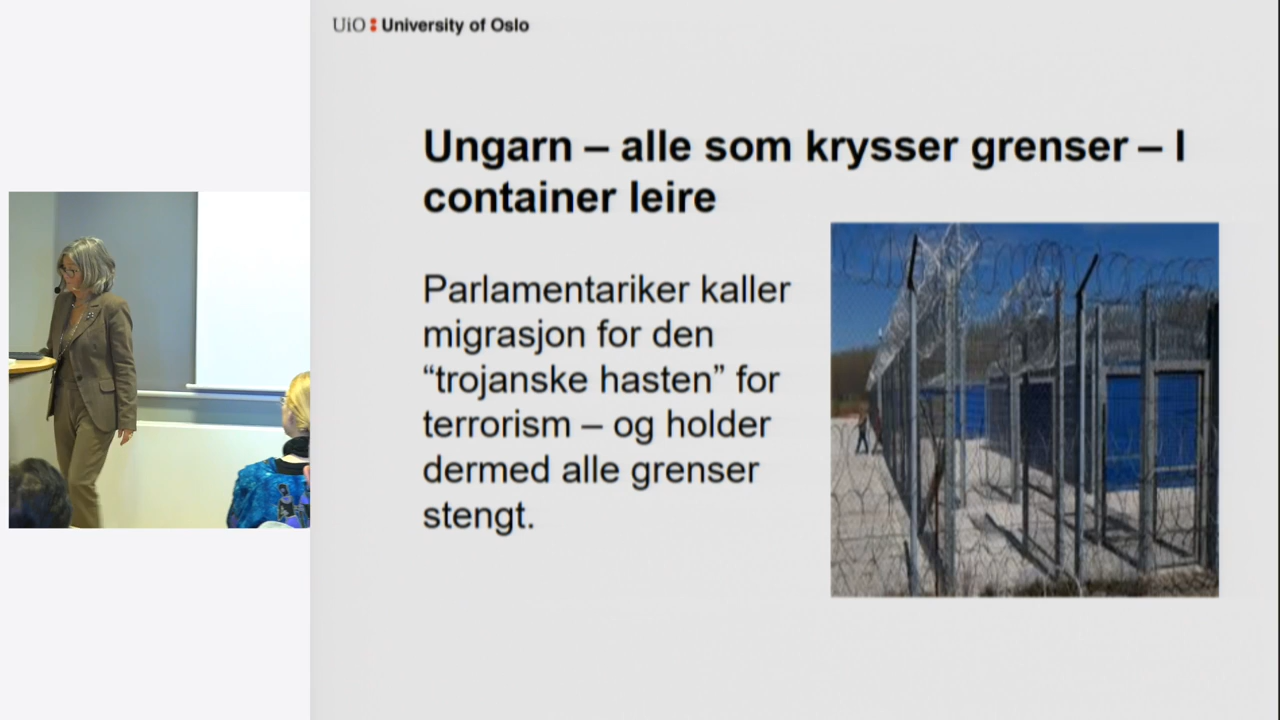 UiO University of Oslo
Ungarn – alle som krysser grenser – I
container leire
Parlamentariker kaller
migrasjon for den
“trojanske hasten” for
terrorism – og holder
dermed alle grenser
stengt.